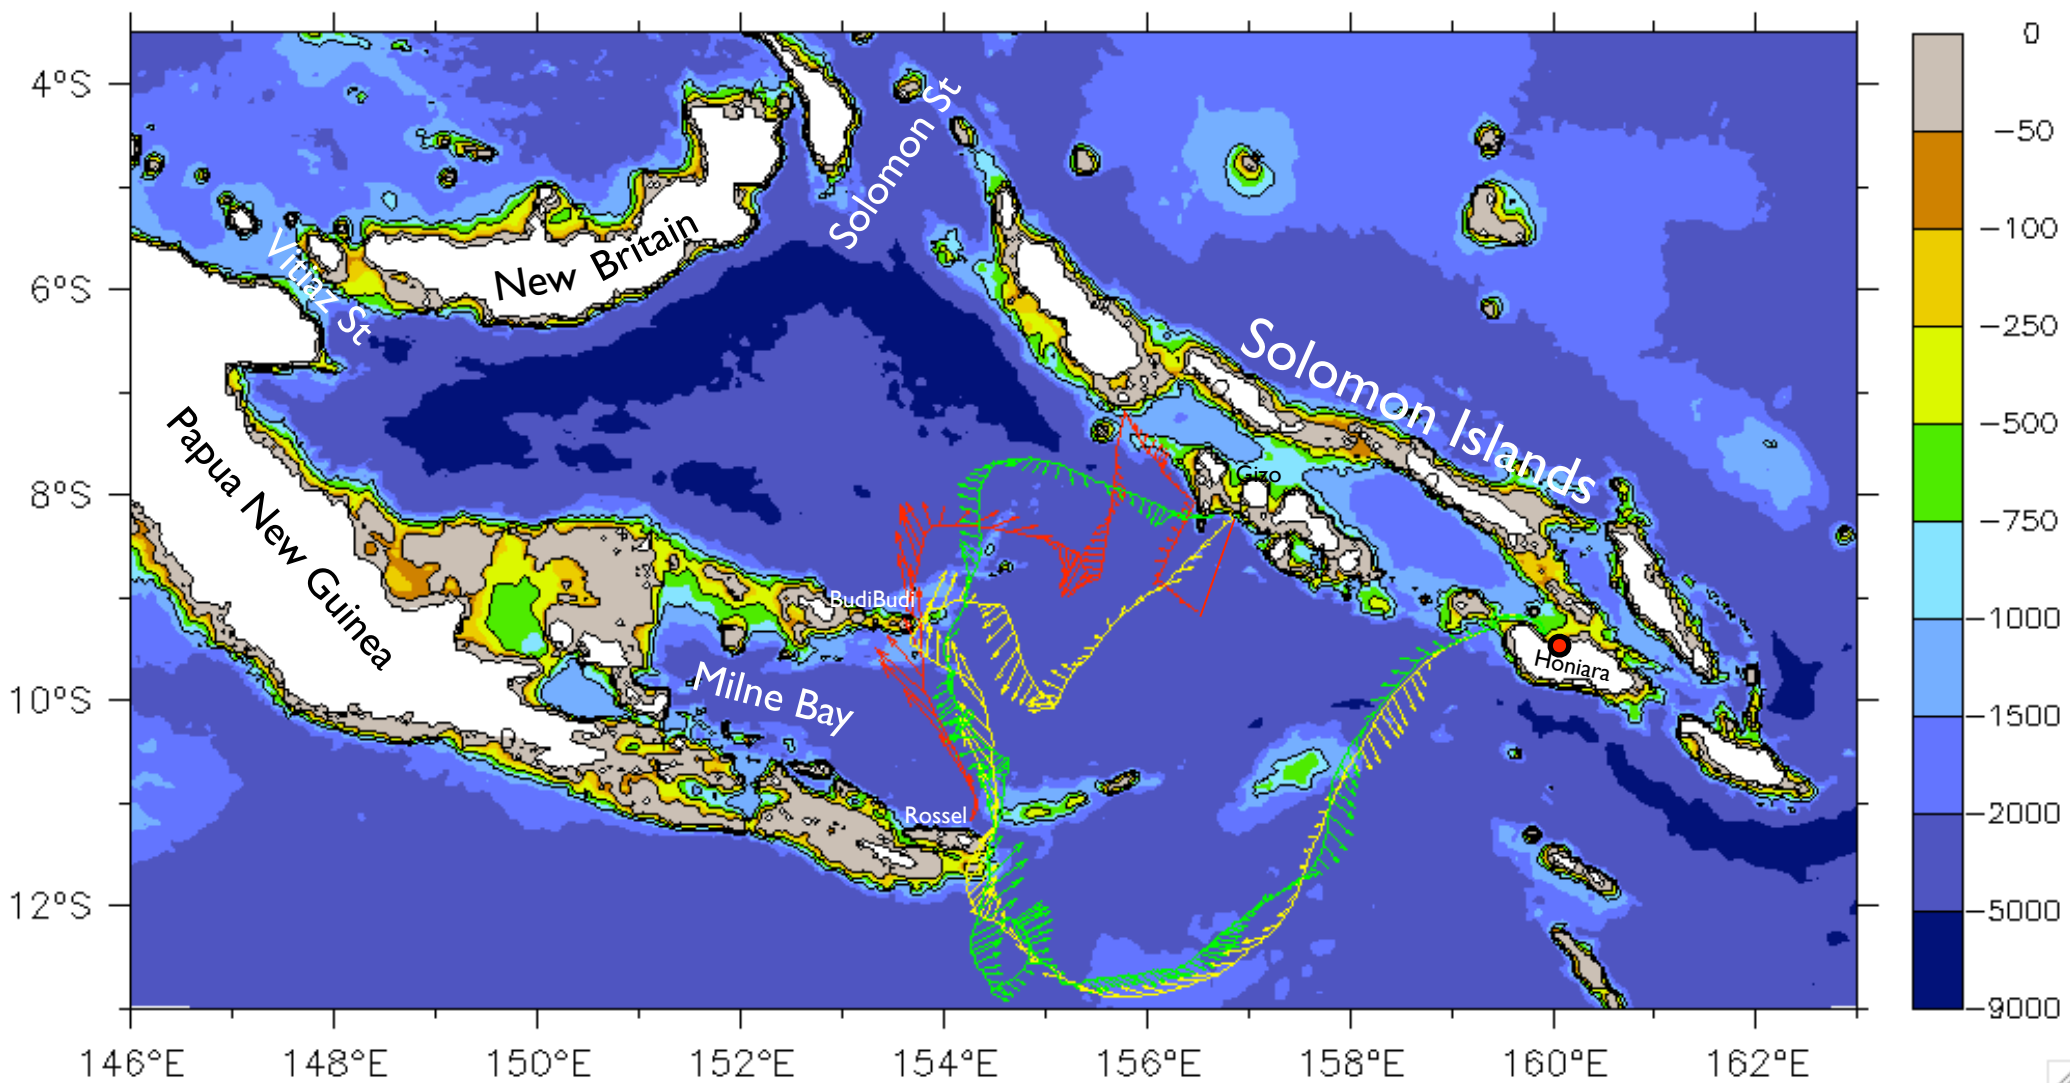 4°S
6°S
8°S
10°S
12°S
146°E
148°E
150°E
152°E
154°E
156°E
158°E
160°E
162°E
Solomon St
Vitiaz St
New Britain
Solomon Islands
Papua New Guinea
Gizo
BudiBudi
Milne Bay
Honiara
Rossel
0
-50
-100
-250
-500
-750
-1000
-1500
-2000
-5000
-9000